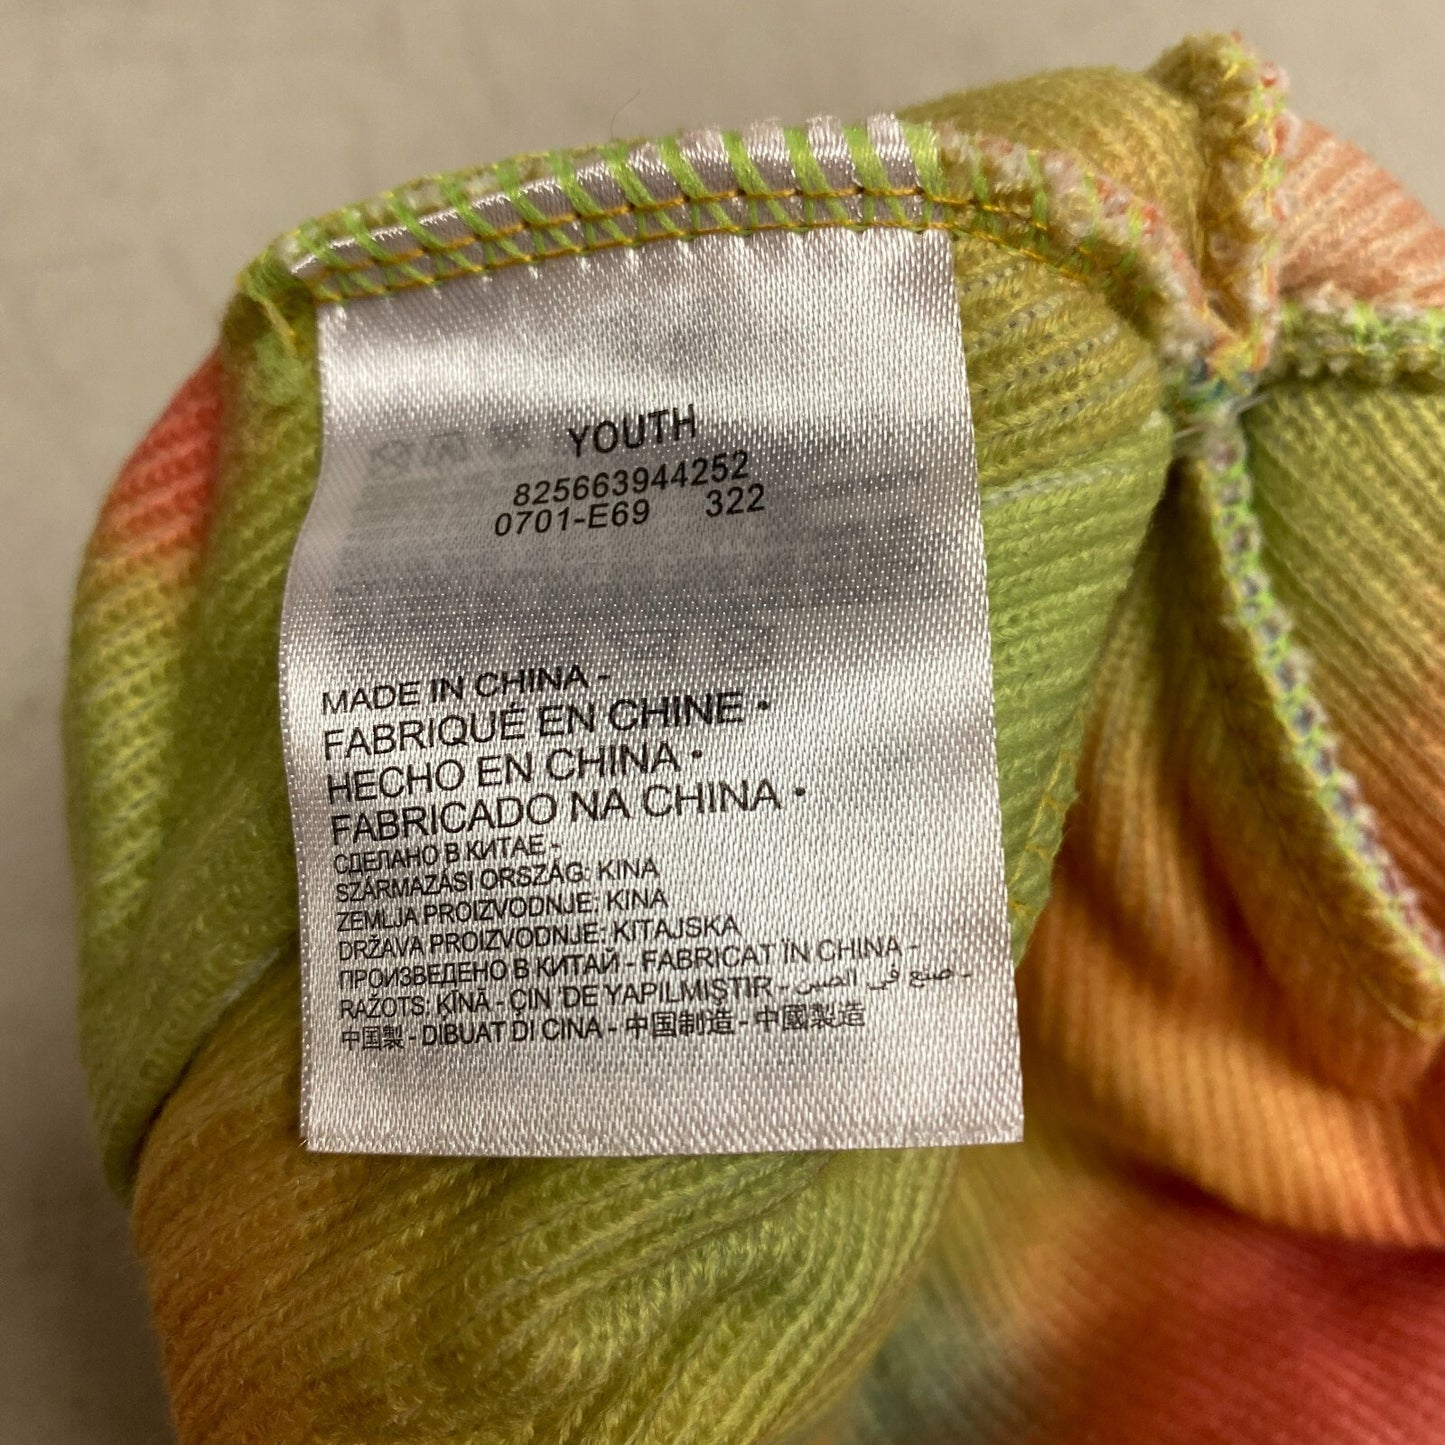 YOUTH
825663944252
0701-E69 322
MADE IN CHINA -
FABRIQUÉ EN CHINE •
HECHO EN CHINA •
FABRICADO NA CHINA •
СДЕЛАНО В КИТАЕ -
SZÁRMAZÁSI ORSZÁG: KINA
ZEMLJA PROIZVODNJE: KINA
DRŽAVA PROIZVODNJE: KITAJSKA
ПРОИЗВЕДЕНО В КИТАЙ - FABRICAT ÎN CHINA -
RAŽOTS: ĶĪNĀ - ÇIN 'DE YAPILMIŞTIR - صنع في الصين -
中国製 - DIBUAT DI CINA - 中国制造 - 中國製造